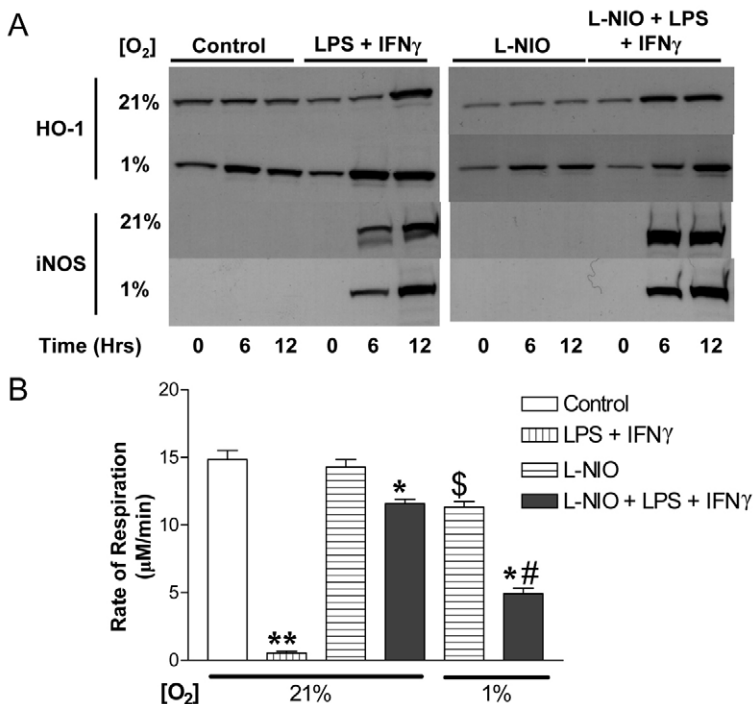 A
[O₂]
Control
LPS + IFNγ
L-NIO
L-NIO + LPS
+ IFNγ
HO-1
21%
1%
iNOS
21%
1%
Time (Hrs)
0 6 12 0 6 12 0 6 12 0 6 12
B
Rate of Respiration
(μM/min)
20
15
10
5
0
**
*
$
*#
Control
LPS + IFNγ
L-NIO
L-NIO + LPS + IFNγ
[O₂]
21%
1%